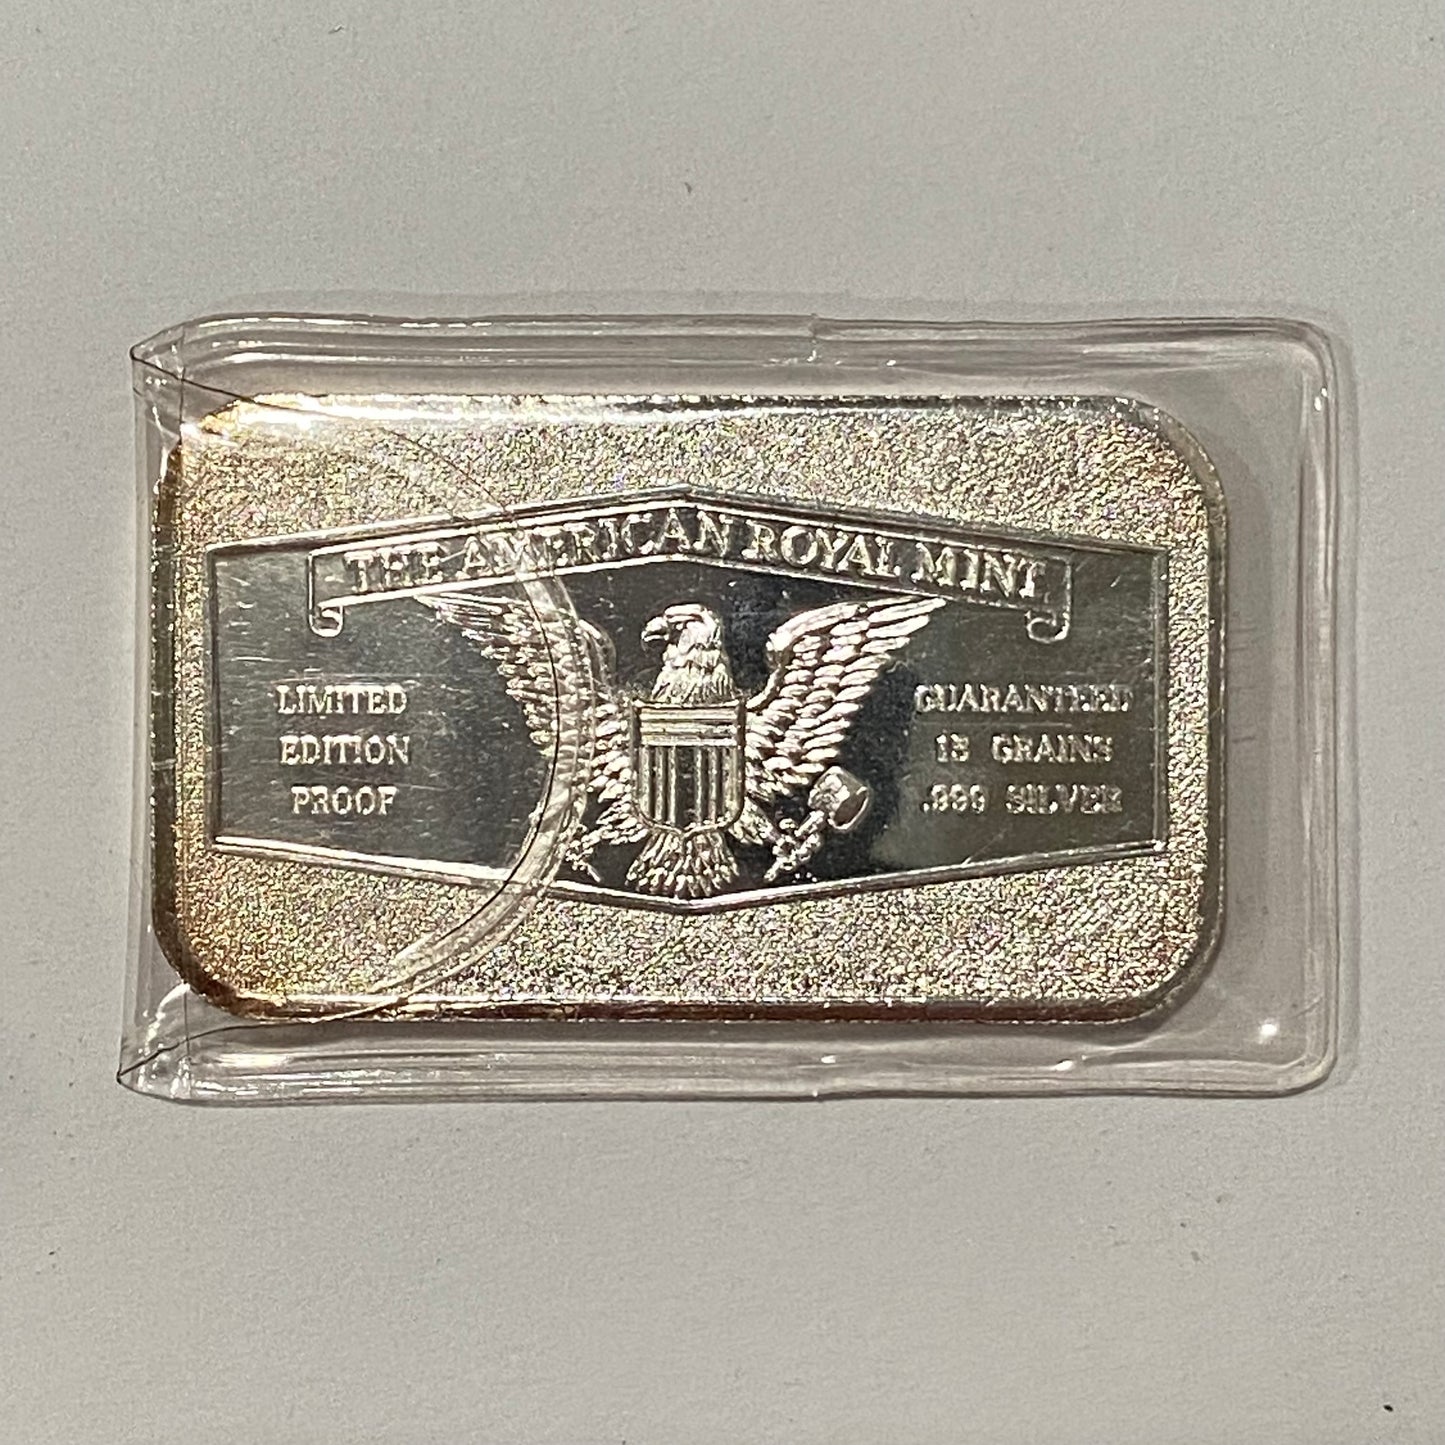 THE AMERICAN ROYAL MINT
LIMITED
EDITION
PROOF
GUARANTEED
15 GRAINS
.999 SILVER